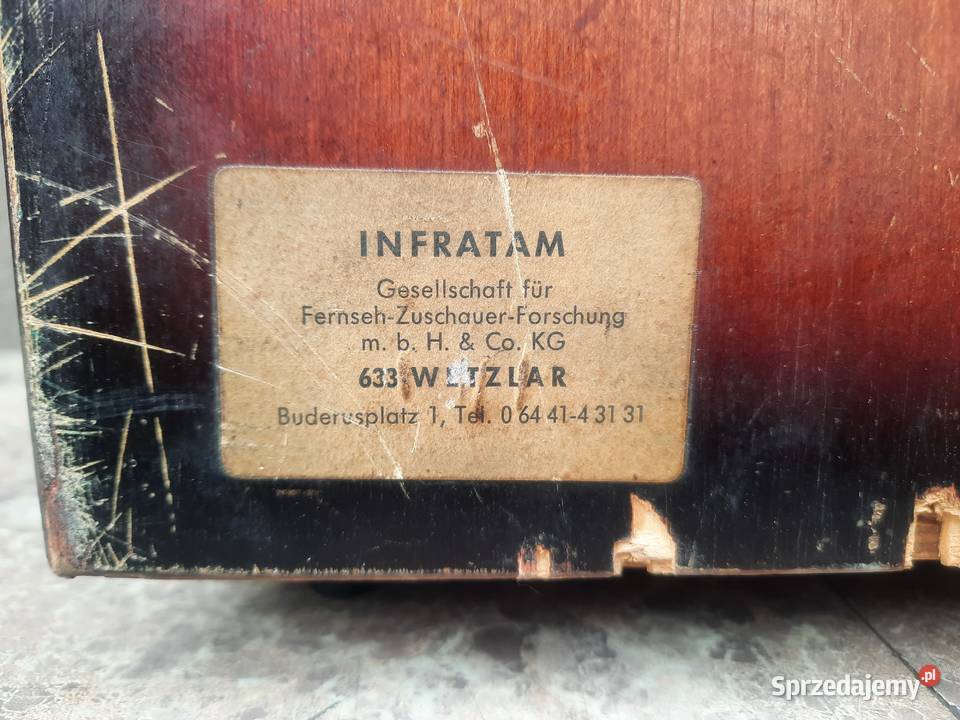 INFRATAM
Gesellschaft für
Fernseh-Zuschauer-Forschung
m. b. H. & Co. KG
633 WETZLAR
Buderusplatz 1, Tel. 0 64 41-4 31 31
Sprzedajemy.pl